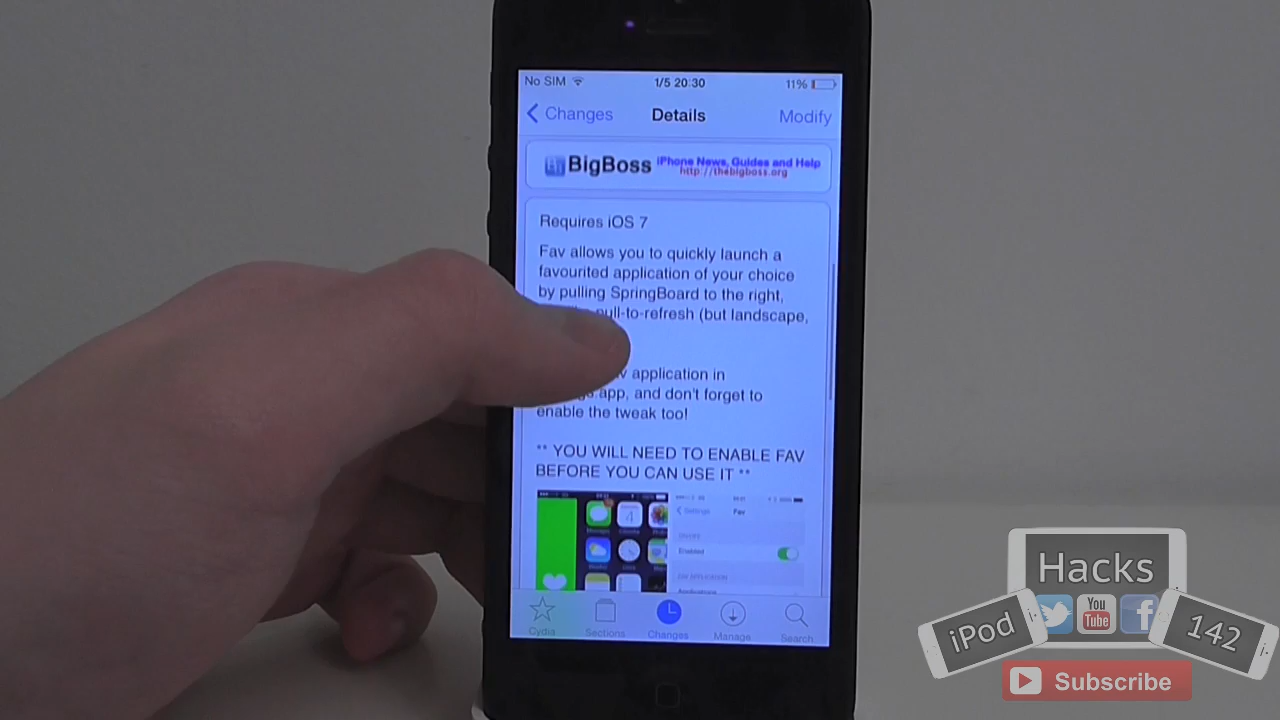 No SIM 1/5 20:30 11%
Changes Details Modify
BigBoss iPhone News, Guides and Help
http://thebigboss.org
Requires iOS 7
Fav allows you to quickly launch a
favourited application of your choice
by pulling SpringBoard to the right,
pull-to-refresh (but landscape,
application in
app, and don't forget to
enable the tweak too!
** YOU WILL NEED TO ENABLE FAV
BEFORE YOU CAN USE IT **
Settings Fav
Enabled
Cydia Sections Changes Manage Search
Hacks
iPod You Tube 142
Subscribe